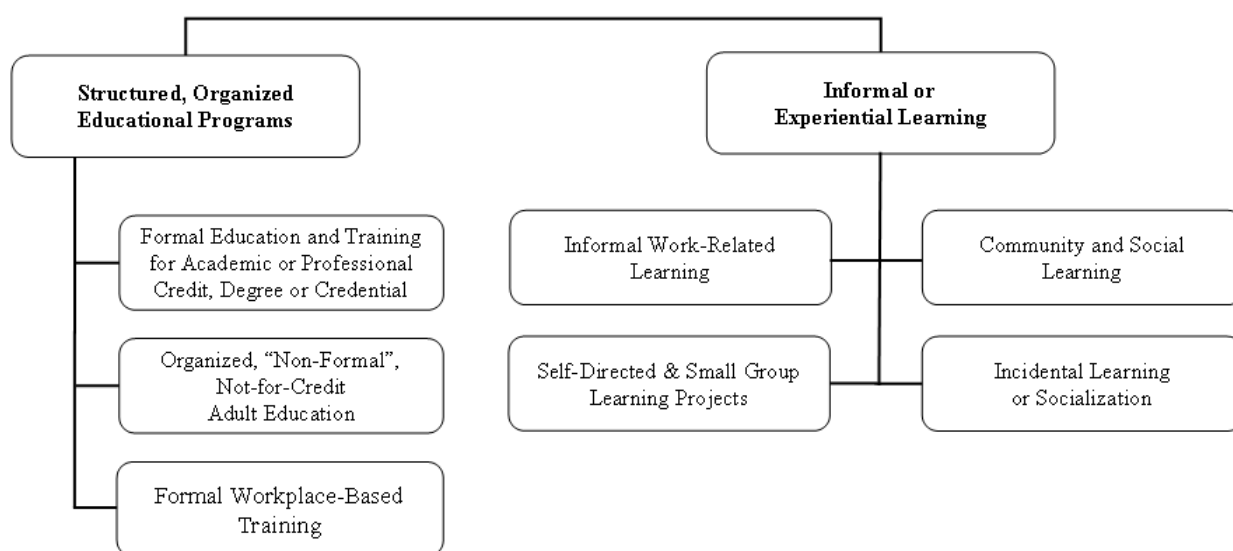 Structured, Organized
Educational Programs
Informal or
Experiential Learning
Formal Education and Training
for Academic or Professional
Credit, Degree or Credential
Organized, “Non-Formal”,
Not-for-Credit
Adult Education
Formal Workplace-Based
Training
Informal Work-Related
Learning
Community and Social
Learning
Self-Directed & Small Group
Learning Projects
Incidental Learning
or Socialization